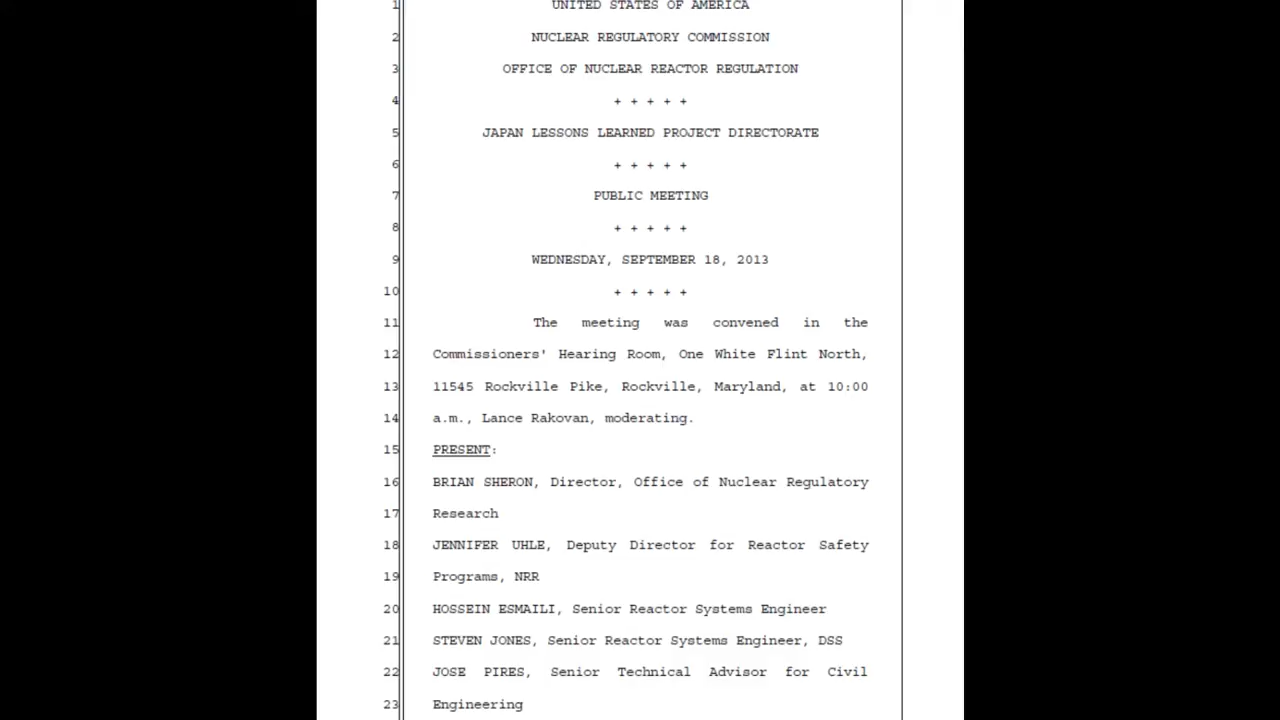 1 UNITED STATES OF AMERICA
2 NUCLEAR REGULATORY COMMISSION
3 OFFICE OF NUCLEAR REACTOR REGULATION
4 + + + + +
5 JAPAN LESSONS LEARNED PROJECT DIRECTORATE
6 + + + + +
7 PUBLIC MEETING
8 + + + + +
9 WEDNESDAY, SEPTEMBER 18, 2013
10 + + + + +
11 The meeting was convened in the
12 Commissioners' Hearing Room, One White Flint North,
13 11545 Rockville Pike, Rockville, Maryland, at 10:00
14 a.m., Lance Rakovan, moderating.
15 PRESENT:
16 BRIAN SHERON, Director, Office of Nuclear Regulatory
17 Research
18 JENNIFER UHLE, Deputy Director for Reactor Safety
19 Programs, NRR
20 HOSSEIN ESMAILI, Senior Reactor Systems Engineer
21 STEVEN JONES, Senior Reactor Systems Engineer, DSS
22 JOSE PIRES, Senior Technical Advisor for Civil
23 Engineering